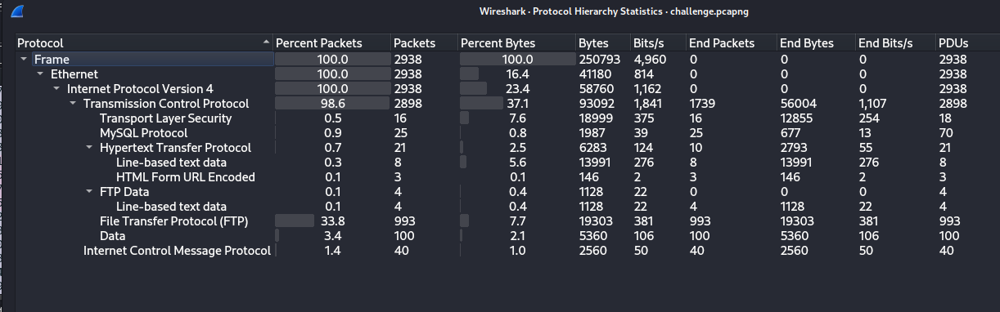 Wireshark · Protocol Hierarchy Statistics · challenge.pcapng
Protocol Percent Packets Packets Percent Bytes Bytes Bits/s End Packets End Bytes End Bits/s PDUs
Frame 100.0 2938 100.0 250793 4,960 0 0 0 2938
Ethernet 100.0 2938 16.4 41180 814 0 0 0 2938
Internet Protocol Version 4 100.0 2938 23.4 58760 1,162 0 0 0 2938
Transmission Control Protocol 98.6 2898 37.1 93092 1,841 1739 56004 1,107 2898
Transport Layer Security 0.5 16 7.6 18999 375 16 12855 254 18
MySQL Protocol 0.9 25 0.8 1987 39 25 677 13 70
Hypertext Transfer Protocol 0.7 21 2.5 6283 124 10 2793 55 21
Line-based text data 0.3 8 5.6 13991 276 8 13991 276 8
HTML Form URL Encoded 0.1 3 0.1 146 2 3 146 2 3
FTP Data 0.1 4 0.4 1128 22 0 0 0 4
Line-based text data 0.1 4 0.4 1128 22 4 1128 22 4
File Transfer Protocol (FTP) 33.8 993 7.7 19303 381 993 19303 381 993
Data 3.4 100 2.1 5360 106 100 5360 106 100
Internet Control Message Protocol 1.4 40 1.0 2560 50 40 2560 50 40